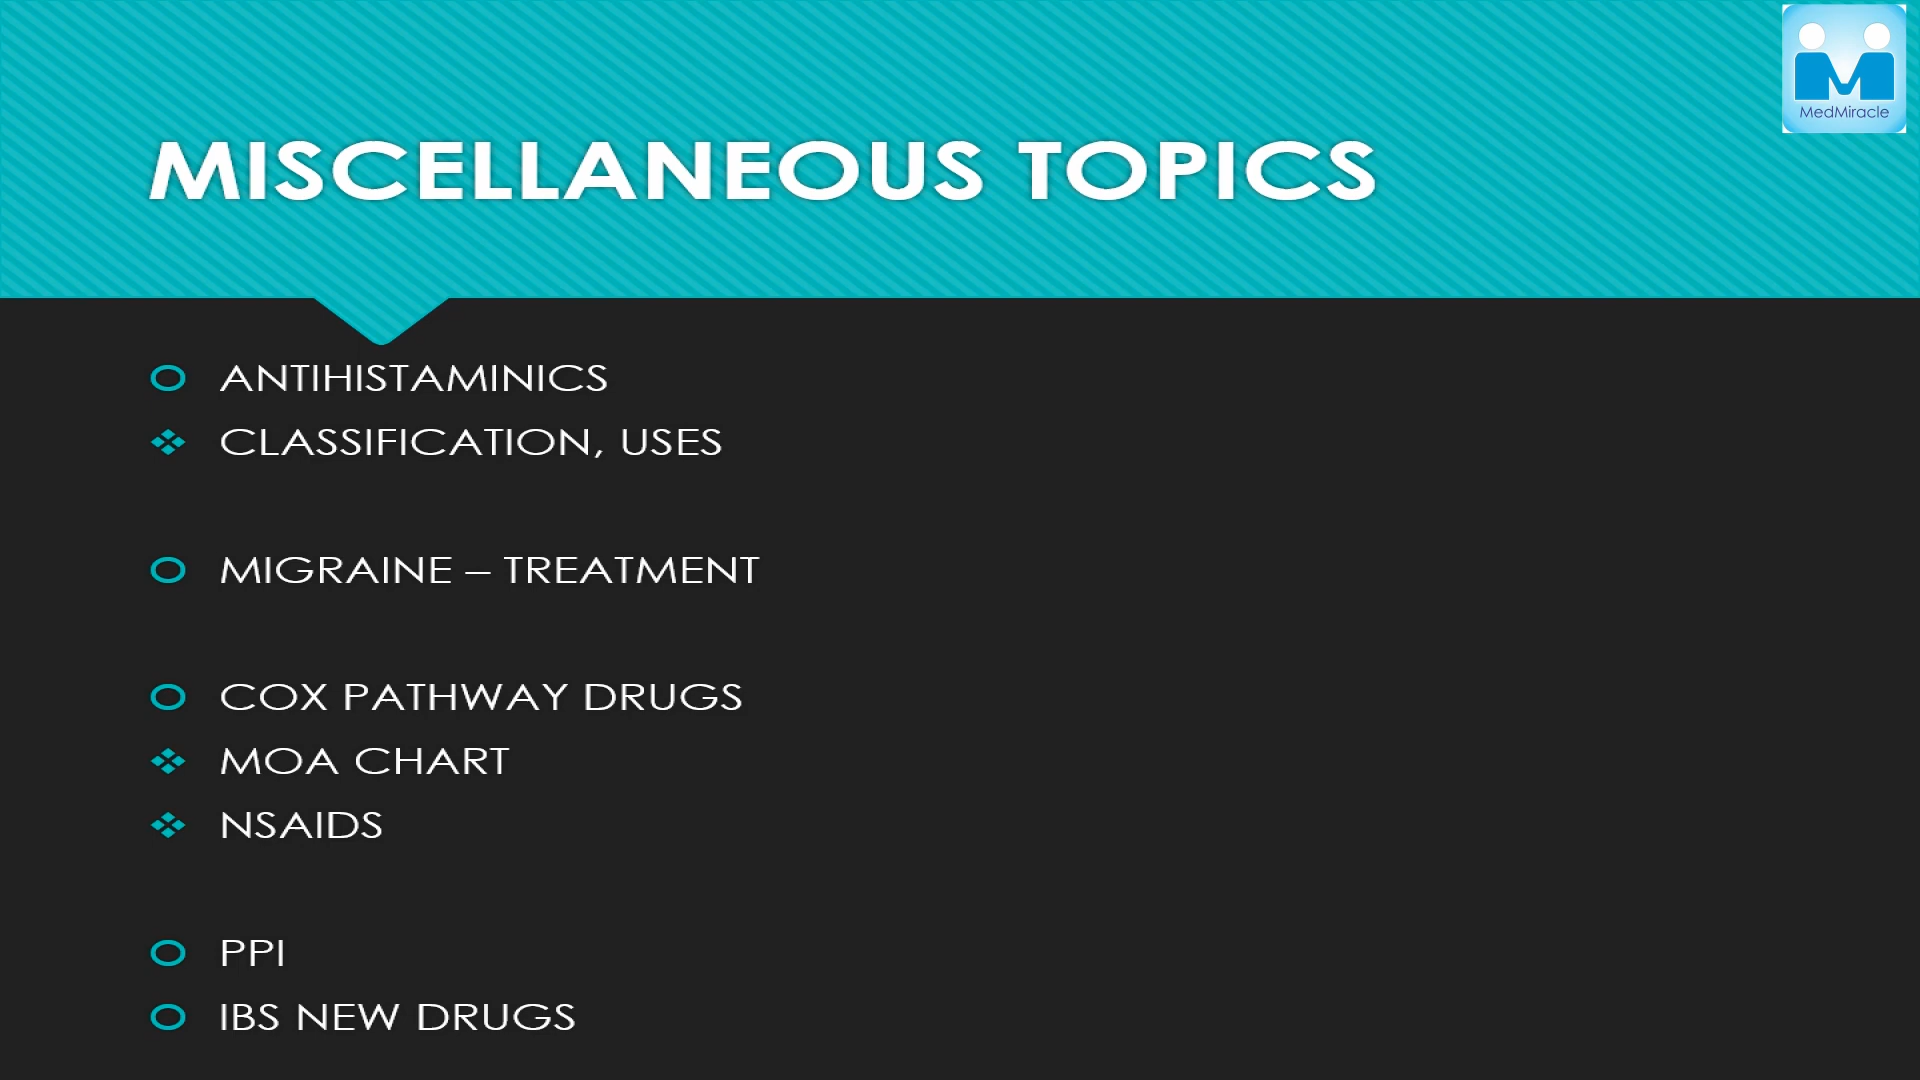 MedMiracle
MISCELLANEOUS TOPICS
ANTIHISTAMINICS
CLASSIFICATION, USES
MIGRAINE – TREATMENT
COX PATHWAY DRUGS
MOA CHART
NSAIDS
PPI
IBS NEW DRUGS